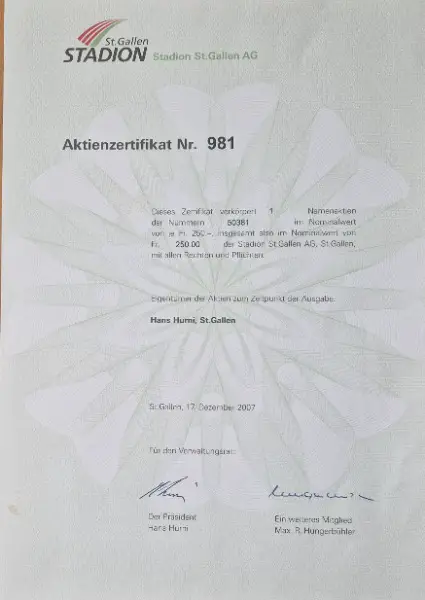 St.Gallen
STADION Stadion St.Gallen AG
Aktienzertifikat Nr. 981
Dieses Zertifikat verkörpert 1 Namenaktien
der Nummern 50381 im Nominalwert
von je Fr. 250.–, insgesamt also im Nominalwert von
Fr. 250.00 der Stadion St.Gallen AG, St.Gallen,
mit allen Rechten und Pflichten.
Eigentümer der Aktien zum Zeitpunkt der Ausgabe:
Hans Hurni, St.Gallen
St.Gallen, 17. Dezember 2007
Für den Verwaltungsrat:
Der Präsident Ein weiteres Mitglied
Hans Hurni Max R. Hungerbühler